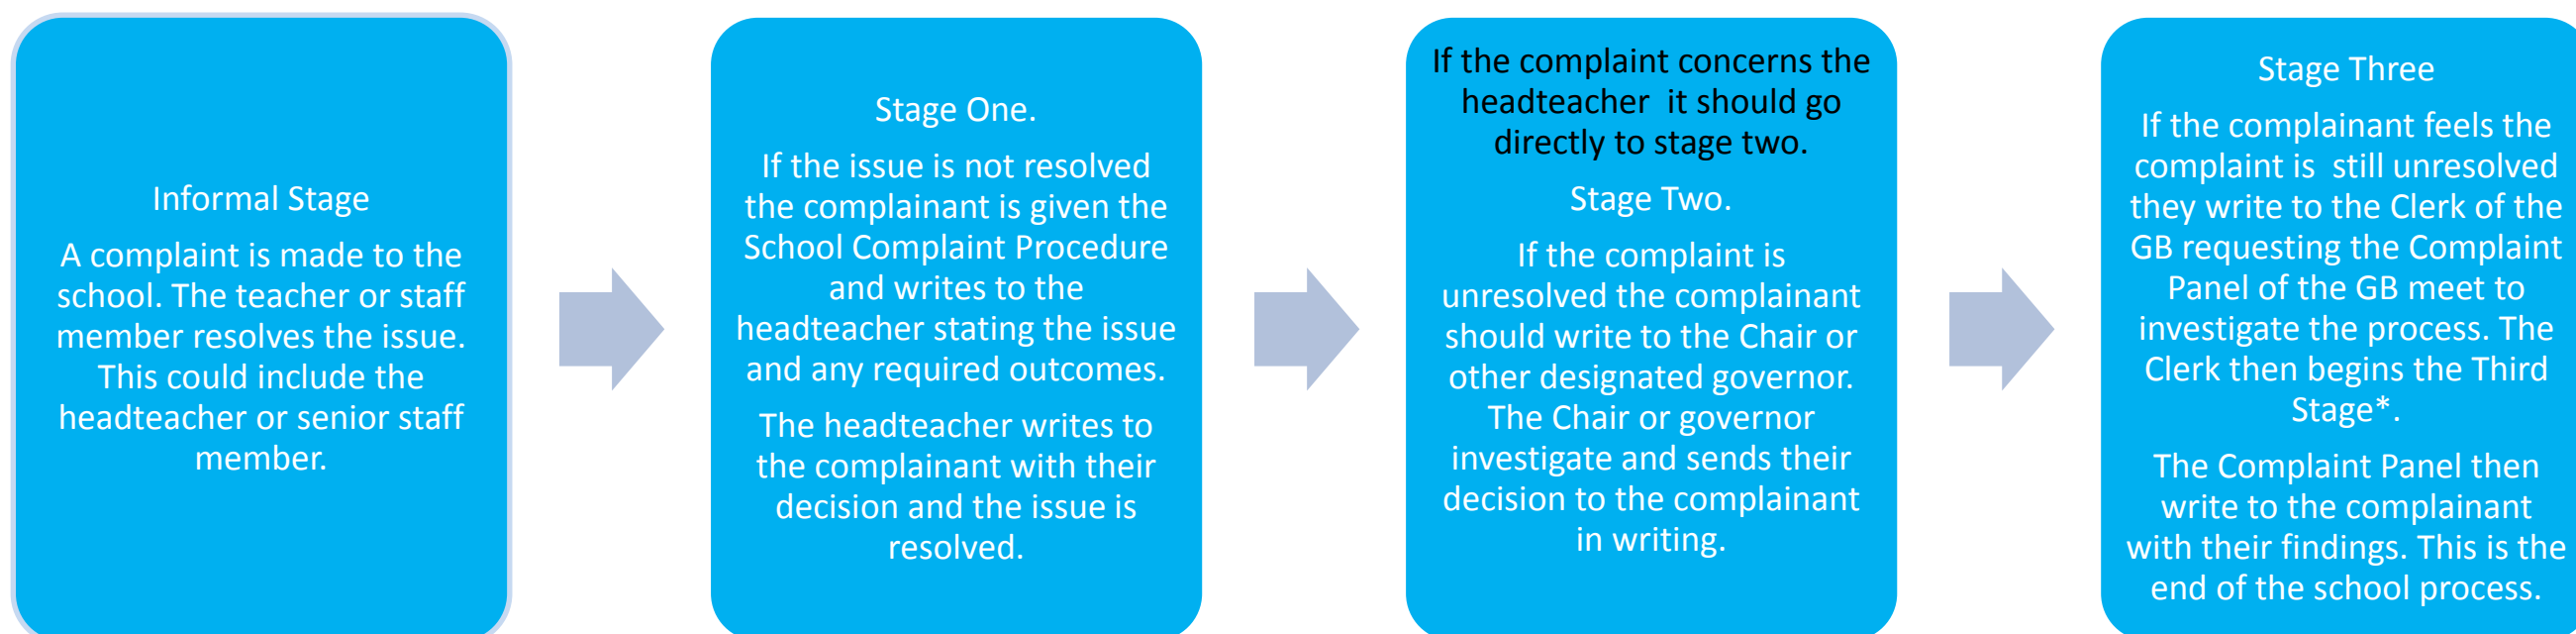 Informal Stage
A complaint is made to the
school. The teacher or staff
member resolves the issue.
This could include the
headteacher or senior staff
member.
Stage One.
If the issue is not resolved
the complainant is given the
School Complaint Procedure
and writes to the
headteacher stating the issue
and any required outcomes.
The headteacher writes to
the complainant with their
decision and the issue is
resolved.
If the complaint concerns the
headteacher it should go
directly to stage two.
Stage Two.
If the complaint is
unresolved the complainant
should write to the Chair or
other designated governor.
The Chair or governor
investigate and sends their
decision to the complainant
in writing.
Stage Three
If the complainant feels the
complaint is still unresolved
they write to the Clerk of the
GB requesting the Complaint
Panel of the GB meet to
investigate the process. The
Clerk then begins the Third
Stage*.
The Complaint Panel then
write to the complainant
with their findings. This is the
end of the school process.